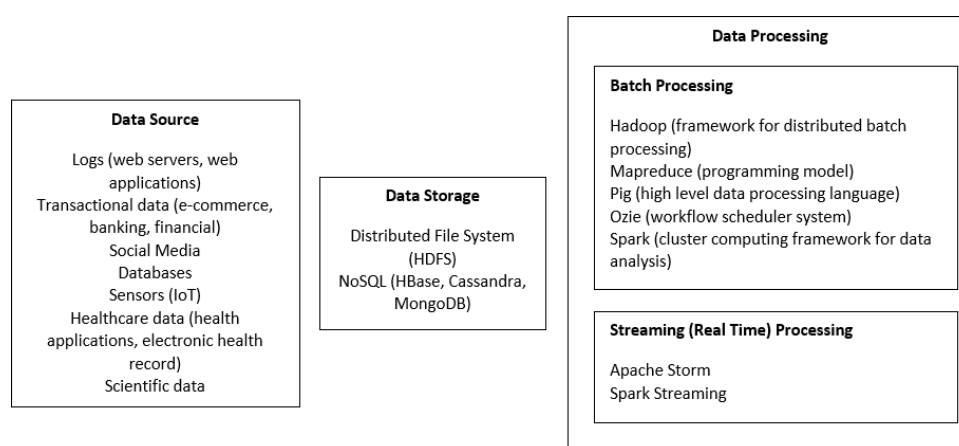 Data Source
Logs (web servers, web
applications)
Transactional data (e-commerce,
banking, financial)
Social Media
Databases
Sensors (IoT)
Healthcare data (health
applications, electronic health
record)
Scientific data
Data Storage
Distributed File System
(HDFS)
NoSQL (HBase, Cassandra,
MongoDB)
Data Processing
Batch Processing
Hadoop (framework for distributed batch
processing)
Mapreduce (programming model)
Pig (high level data processing language)
Ozie (workflow scheduler system)
Spark (cluster computing framework for data
analysis)
Streaming (Real Time) Processing
Apache Storm
Spark Streaming